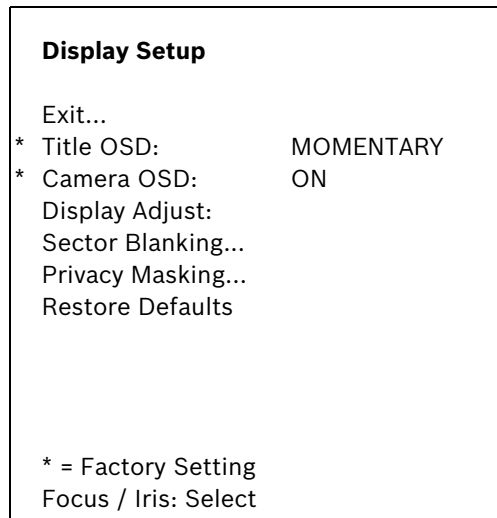 Display Setup
Exit...
* Title OSD: MOMENTARY
* Camera OSD: ON
Display Adjust:
Sector Blanking...
Privacy Masking...
Restore Defaults
* = Factory Setting
Focus / Iris: Select